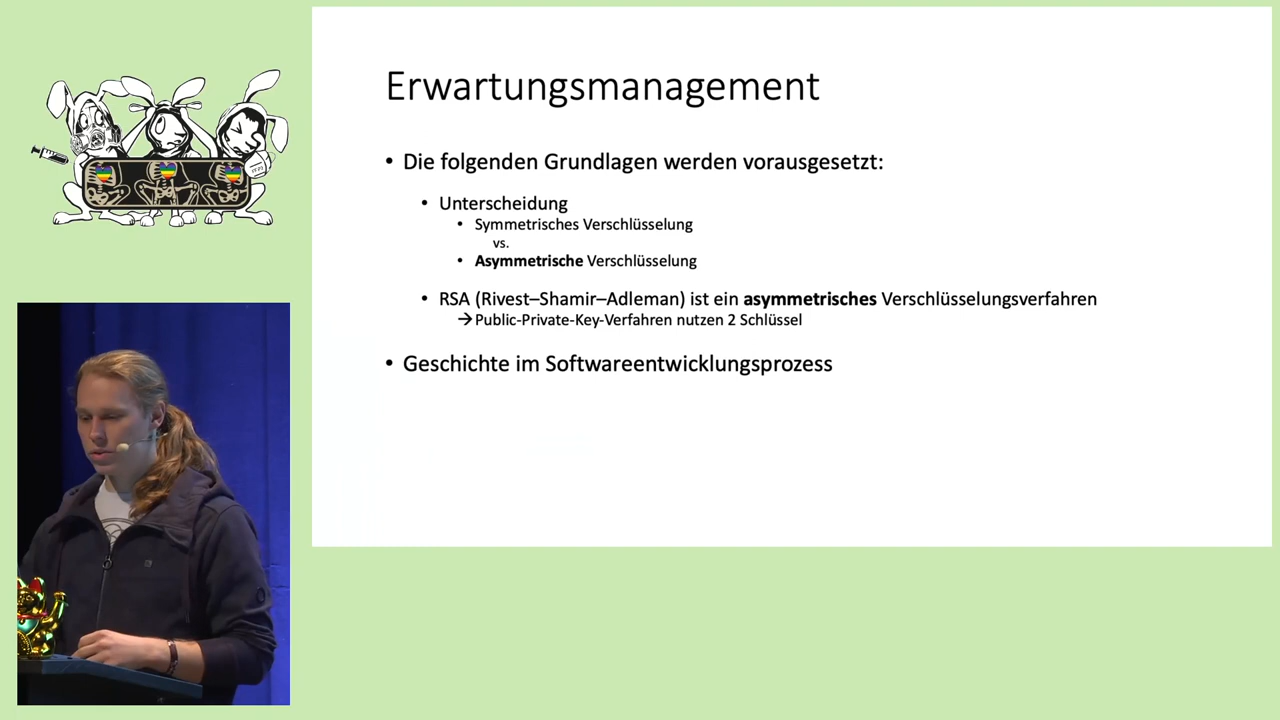 Erwartungsmanagement
• Die folgenden Grundlagen werden vorausgesetzt:
• Unterscheidung
• Symmetrisches Verschlüsselung
vs.
• Asymmetrische Verschlüsselung
• RSA (Rivest–Shamir–Adleman) ist ein asymmetrisches Verschlüsselungsverfahren
→ Public-Private-Key-Verfahren nutzen 2 Schlüssel
• Geschichte im Softwareentwicklungsprozess